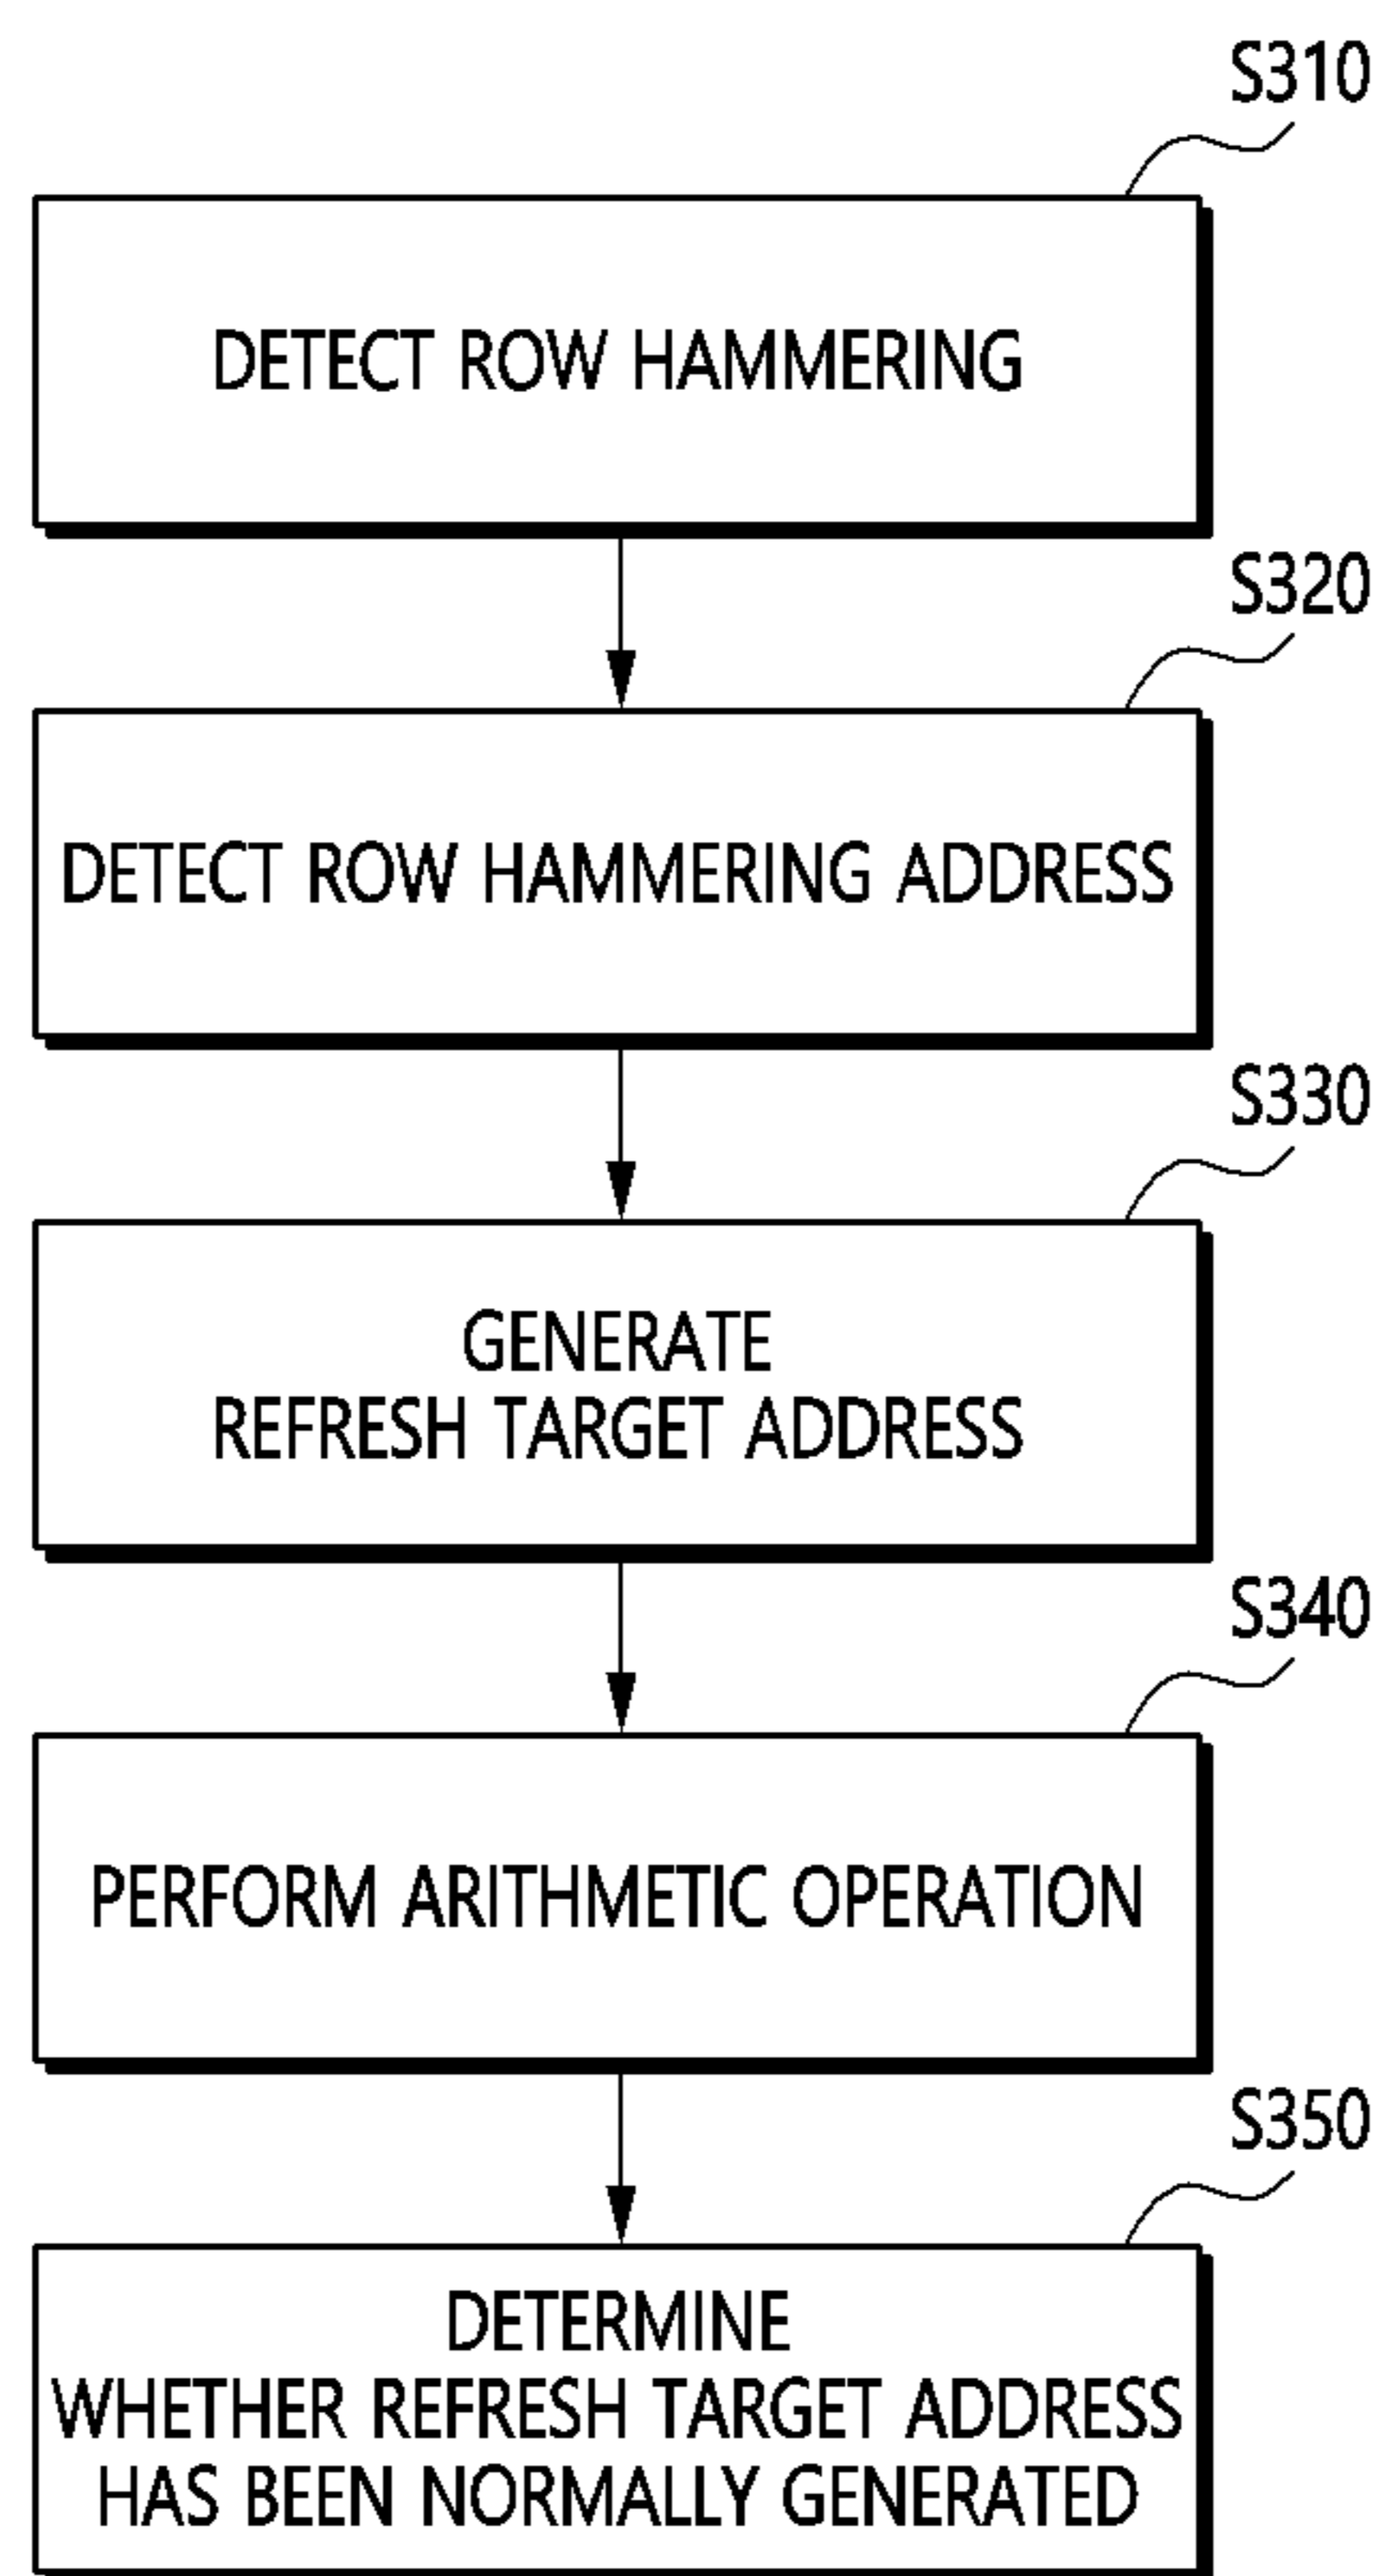 S310
DETECT ROW HAMMERING
S320
DETECT ROW HAMMERING ADDRESS
S330
GENERATE
REFRESH TARGET ADDRESS
S340
PERFORM ARITHMETIC OPERATION
S350
DETERMINE
WHETHER REFRESH TARGET ADDRESS
HAS BEEN NORMALLY GENERATED